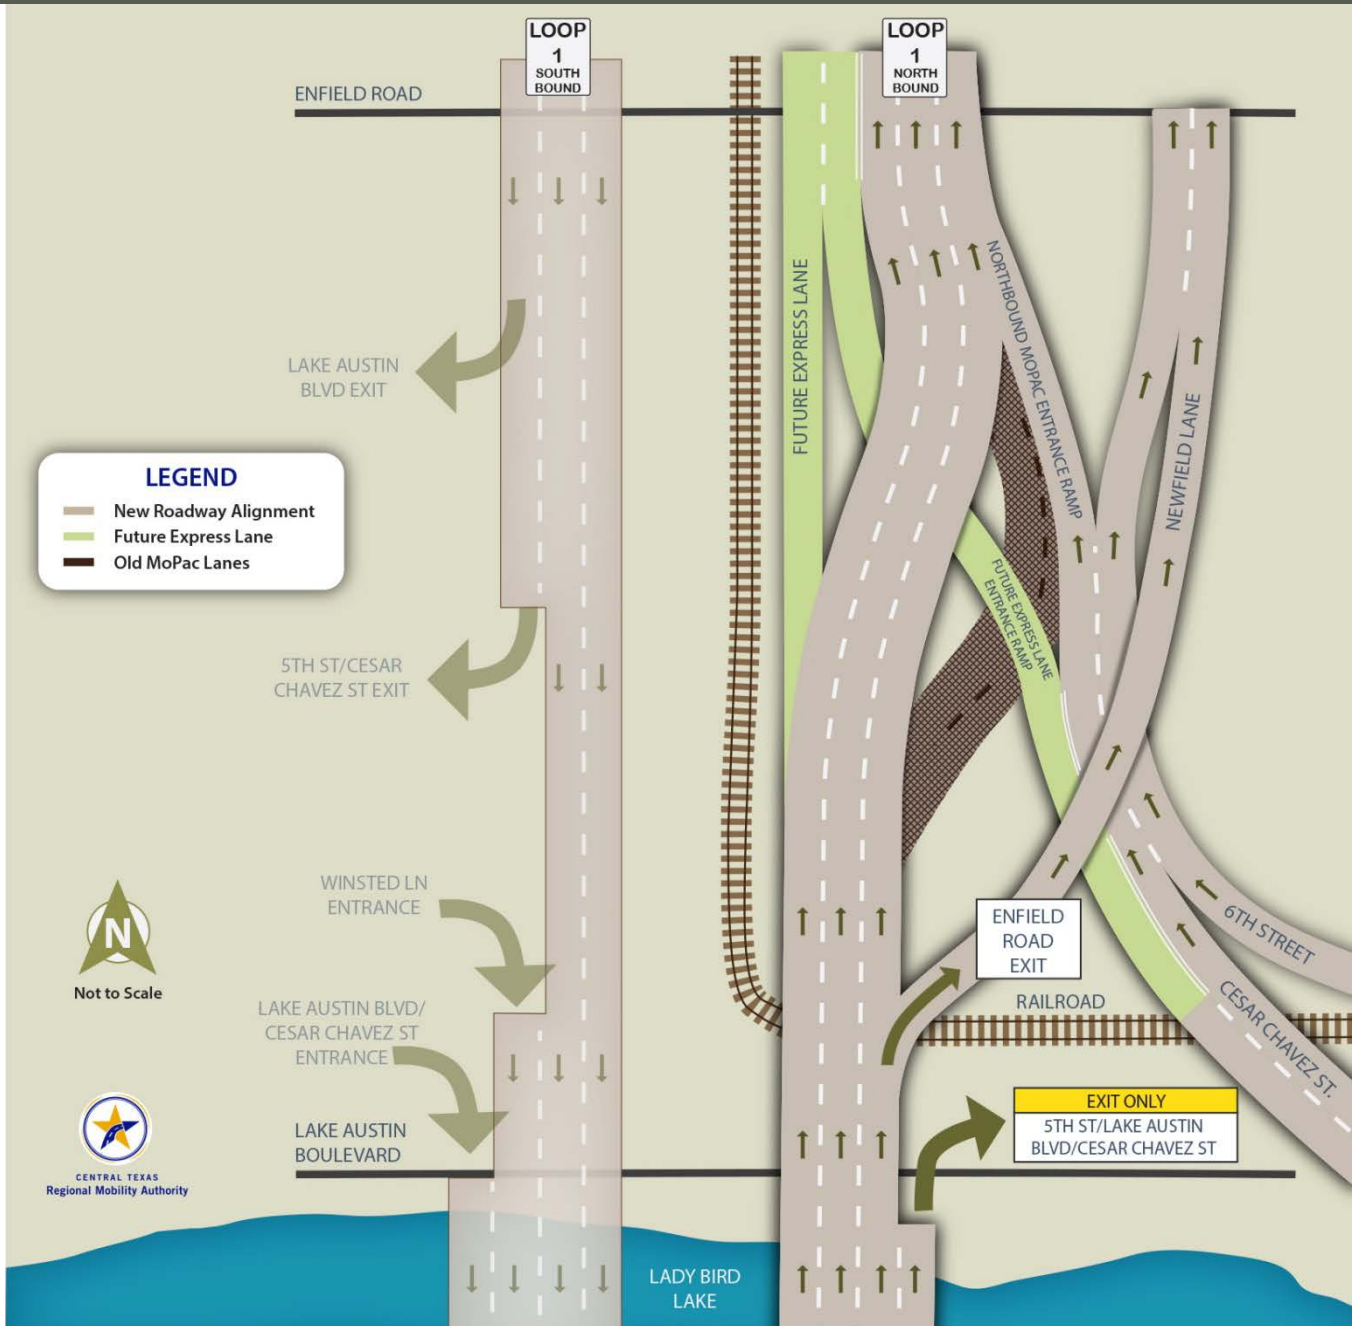 LOOP
1
SOUTH
BOUND
LOOP
1
NORTH
BOUND
ENFIELD ROAD
LAKE AUSTIN
BLVD EXIT
FUTURE EXPRESS LANE
NORTHBOUND MOPAC ENTRANCE RAMP
NEWFIELD LANE
LEGEND
New Roadway Alignment
Future Express Lane
Old MoPac Lanes
FUTURE EXPRESS LANE
ENTRANCE RAMP
5TH ST/CESAR
CHAVEZ ST EXIT
WINSTED LN
ENTRANCE
N
Not to Scale
ENFIELD
ROAD
EXIT
6TH STREET
RAILROAD
CESAR CHAVEZ ST.
LAKE AUSTIN BLVD/
CESAR CHAVEZ ST
ENTRANCE
EXIT ONLY
5TH ST/LAKE AUSTIN
BLVD/CESAR CHAVEZ ST
LAKE AUSTIN
BOULEVARD
CENTRAL TEXAS
Regional Mobility Authority
LADY BIRD
LAKE